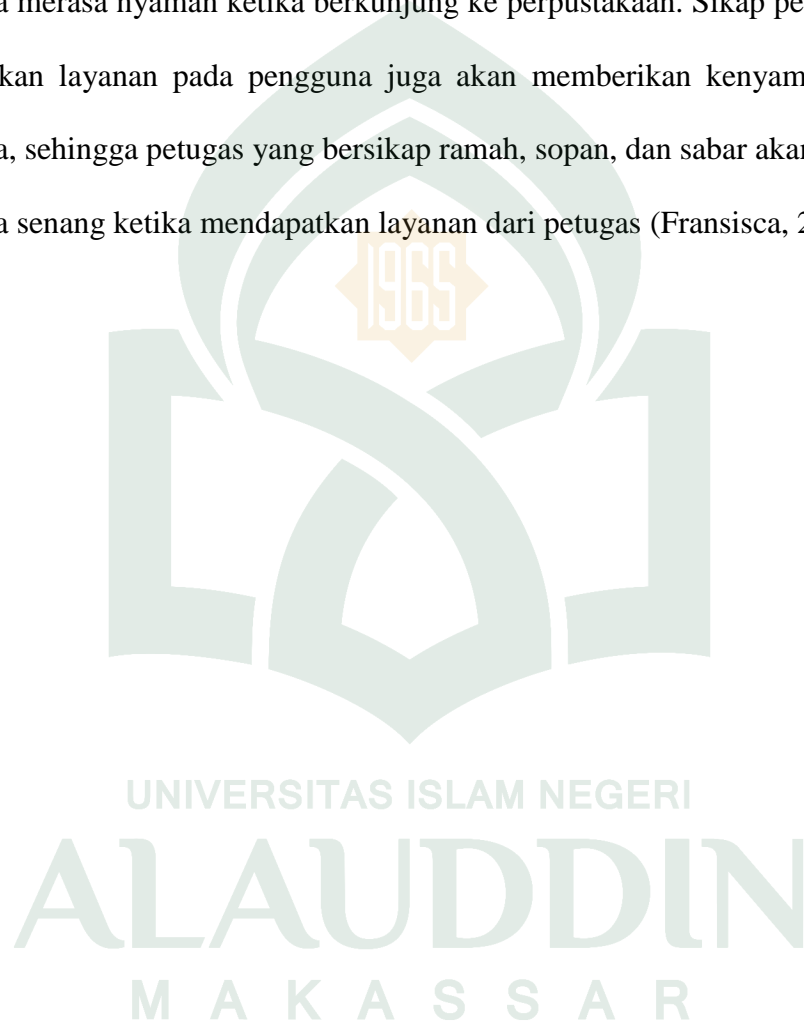 merasa nyaman ketika berkunjung ke perpustakaan. Sikap pe
kan layanan pada pengguna juga akan memberikan kenyam
a, sehingga petugas yang bersikap ramah, sopan, dan sabar akan
a senang ketika mendapatkan layanan dari petugas (Fransisca, 2
1965
UNIVERSITAS ISLAM NEGERI
ALAUDDIN
MAKASSAR